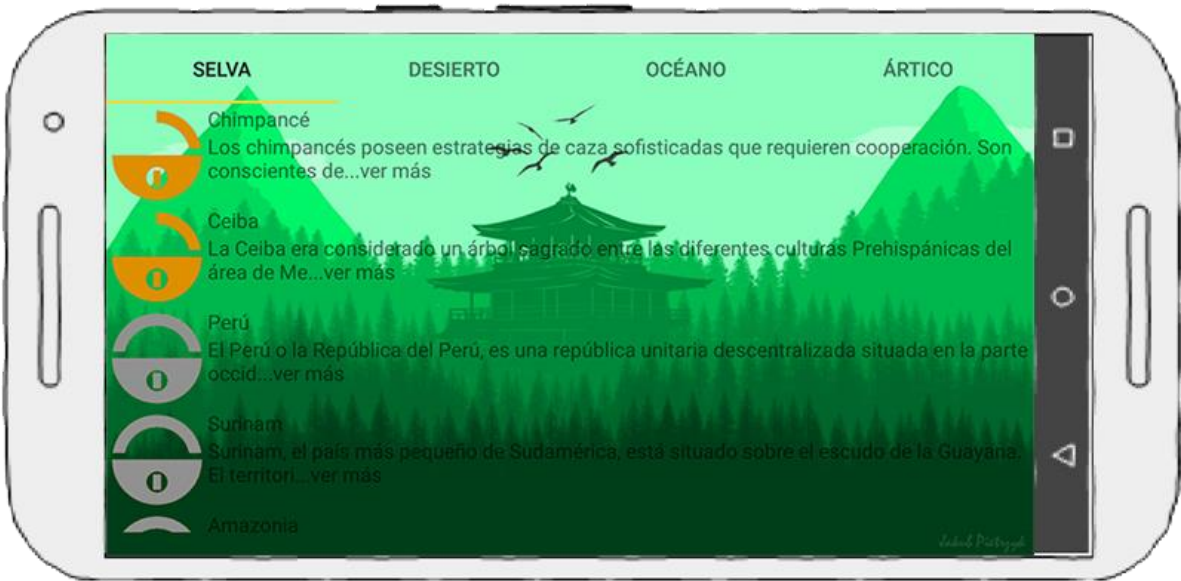 SELVA DESIERTO OCÉANO ÁRTICO
Chimpancé
Los chimpancés poseen estrategias de caza sofisticadas que requieren cooperación. Son
conscientes de...ver más
Ceiba
La Ceiba era considerado un árbol sagrado entre las diferentes culturas Prehispánicas del
área de Me...ver más
Perú
El Perú o la República del Perú, es una república unitaria descentralizada situada en la parte
occid...ver más
Surinam
Surinam, el país más pequeño de Sudamérica, está situado sobre el escudo de la Guayana.
El territori...ver más
Amazonia
Jakub Pietrzyk